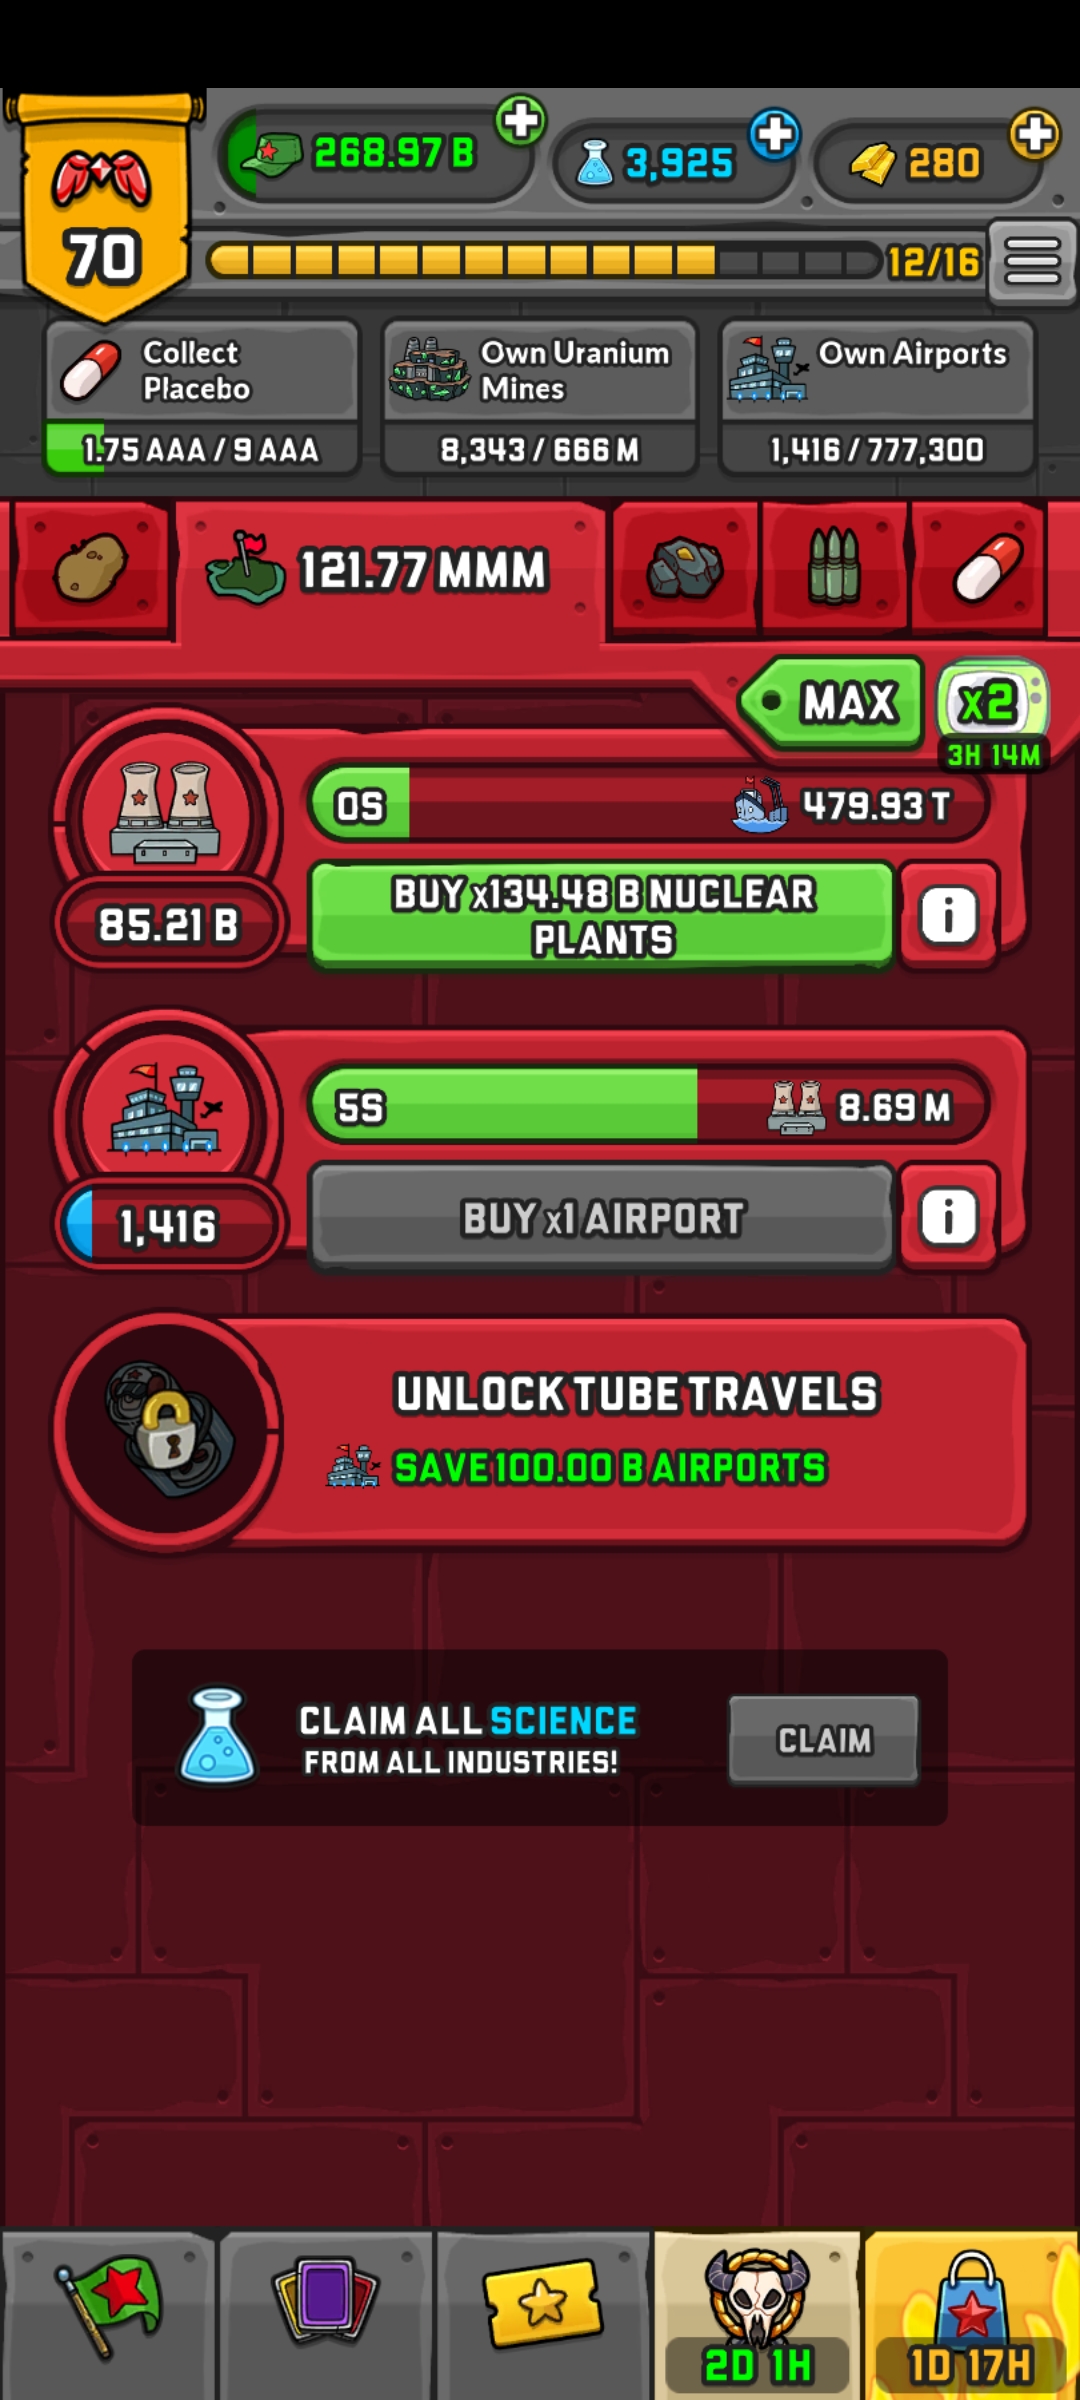 268.97 B
3,925
280
70
12/16
Collect
Placebo
1.75 AAA / 9 AAA
Own Uranium
Mines
8,343 / 666 M
Own Airports
1,416 / 777,300
121.77 MMM
MAX
x2
3H 14M
0S
479.93 T
85.21 B
BUY x134.48 B NUCLEAR
PLANTS
i
5S
8.69 M
1,416
BUY x1 AIRPORT
i
UNLOCK TUBE TRAVELS
SAVE 100.00 B AIRPORTS
CLAIM ALL SCIENCE
FROM ALL INDUSTRIES!
CLAIM
2D 1H
1D 17H